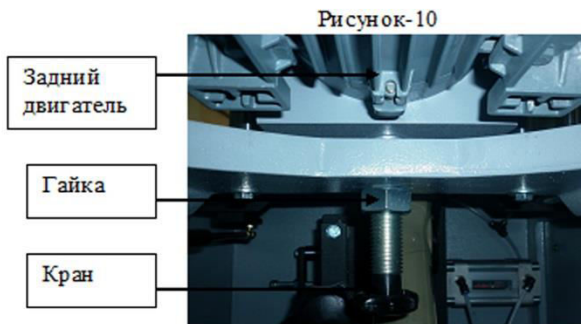 Рисунок-10
Задний
двигатель
Гайка
Кран